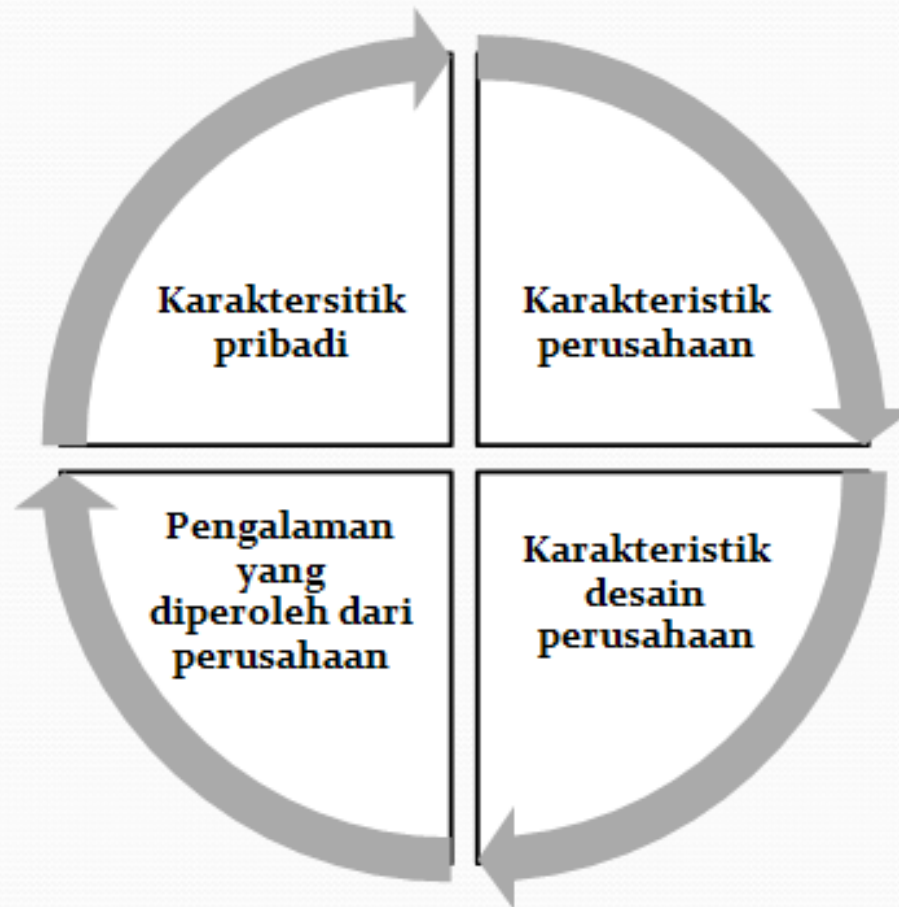 Karaktersitik
pribadi
Karakteristik
perusahaan
Pengalaman
yang
diperoleh dari
perusahaan
Karakteristik
desain
perusahaan